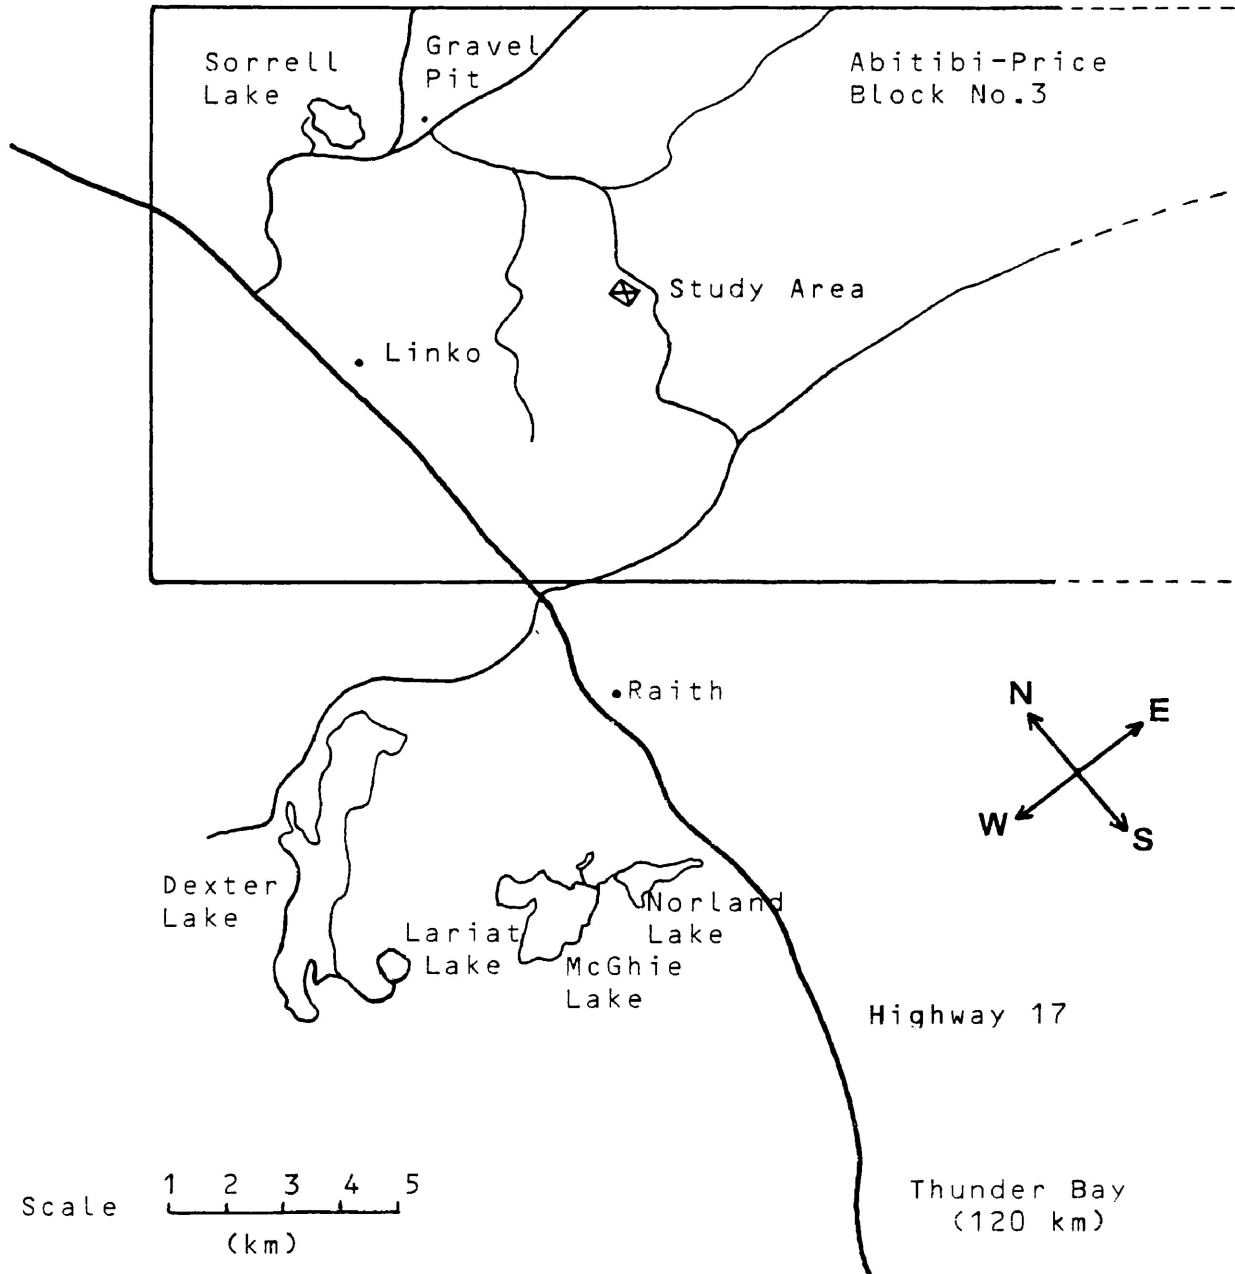 Sorrell
Lake
Gravel
Pit
Abitibi-Price
Block No.3
Study Area
Linko
Raith
N
E
W
S
Dexter
Lake
Lariat
Lake
Norland
Lake
McGhie
Lake
Highway 17
Scale
1 2 3 4 5
(km)
Thunder Bay
(120 km)